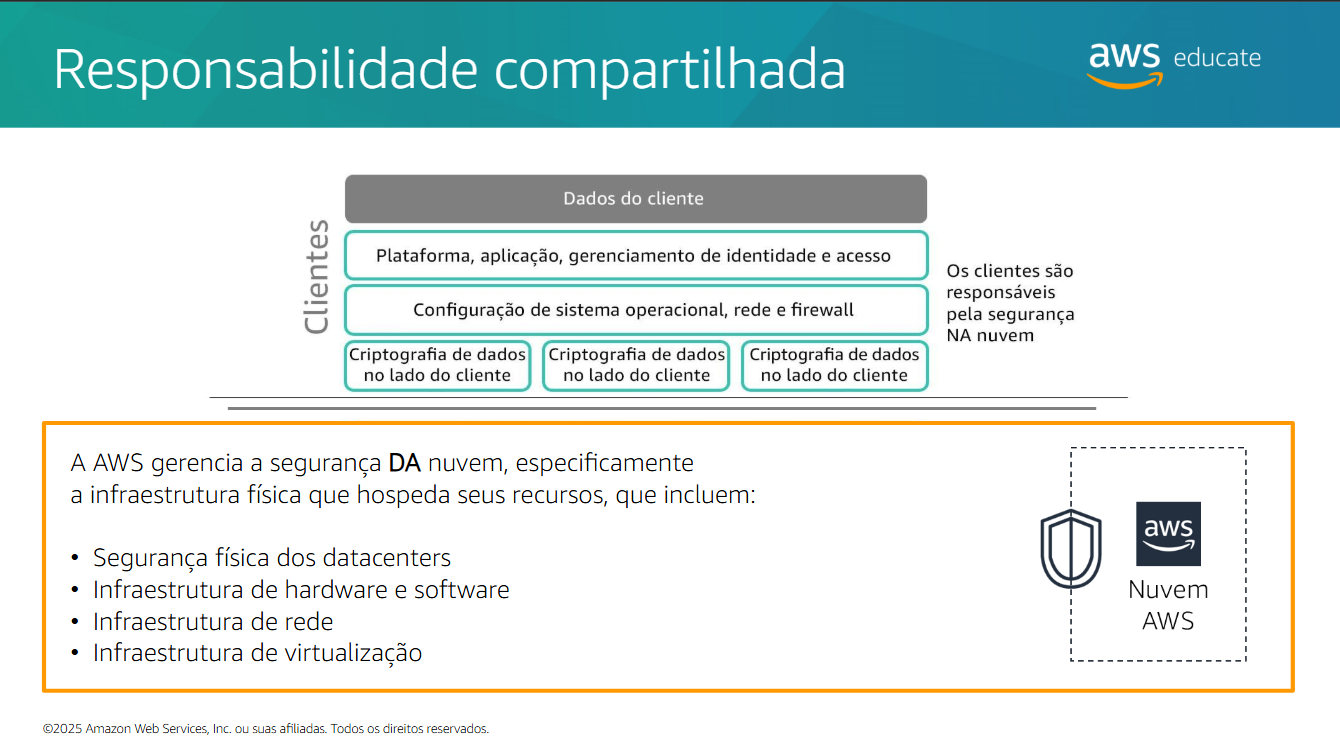 Responsabilidade compartilhada
aws educate
Clientes
Dados do cliente
Plataforma, aplicação, gerenciamento de identidade e acesso
Configuração de sistema operacional, rede e firewall
Criptografia de dados
no lado do cliente
Criptografia de dados
no lado do cliente
Criptografia de dados
no lado do cliente
Os clientes são
responsáveis
pela segurança
NA nuvem
A AWS gerencia a segurança DA nuvem, especificamente
a infraestrutura física que hospeda seus recursos, que incluem:
• Segurança física dos datacenters
• Infraestrutura de hardware e software
• Infraestrutura de rede
• Infraestrutura de virtualização
aws
Nuvem
AWS
©2025 Amazon Web Services, Inc. ou suas afiliadas. Todos os direitos reservados.